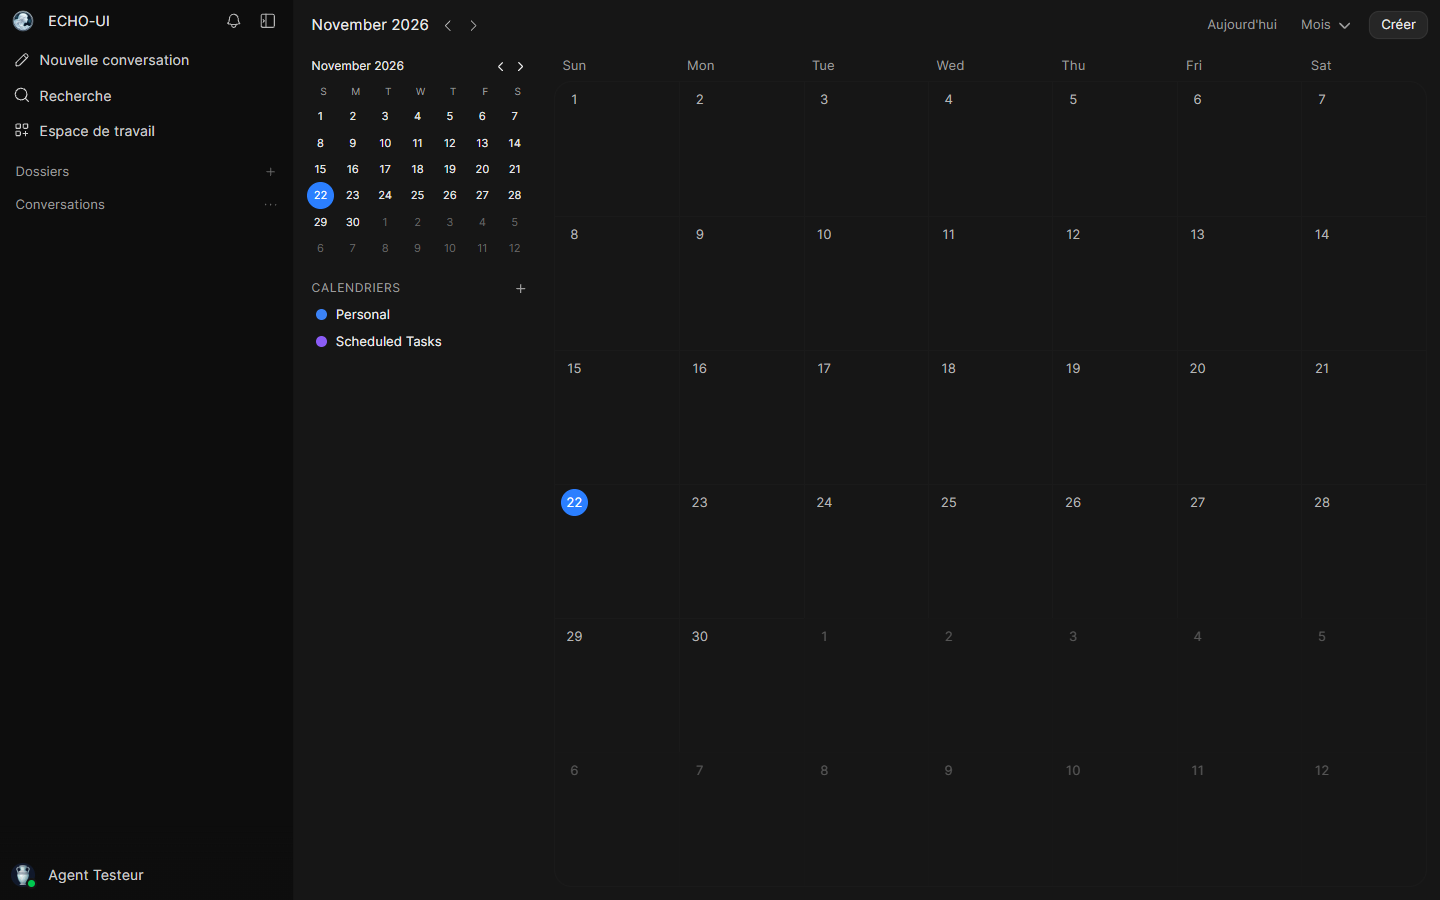 ECHO-UI
Nouvelle conversation
Recherche
Espace de travail
Dossiers
Conversations
Agent Testeur
November 2026
Aujourd'hui Mois Créer
November 2026
S M T W T F S
1 2 3 4 5 6 7
8 9 10 11 12 13 14
15 16 17 18 19 20 21
22 23 24 25 26 27 28
29 30 1 2 3 4 5
6 7 8 9 10 11 12
CALENDRIERS
Personal
Scheduled Tasks
Sun Mon Tue Wed Thu Fri Sat
1 2 3 4 5 6 7
8 9 10 11 12 13 14
15 16 17 18 19 20 21
22 23 24 25 26 27 28
29 30 1 2 3 4 5
6 7 8 9 10 11 12